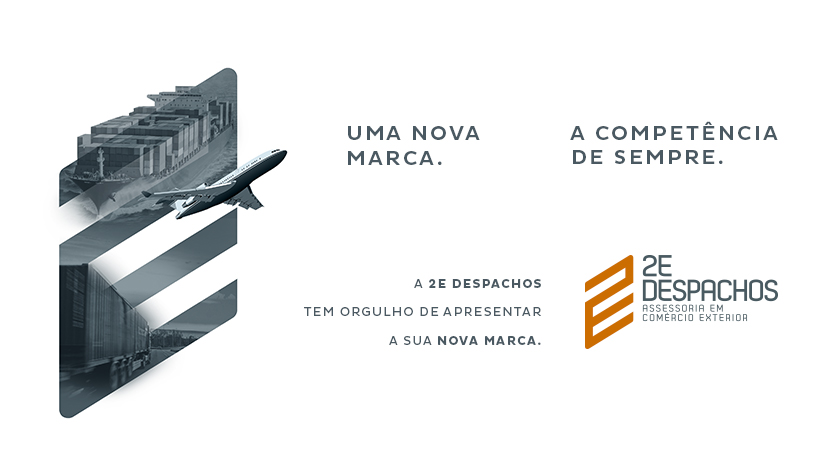 UMA NOVA
MARCA.
A COMPETÊNCIA
DE SEMPRE.
A 2E DESPACHOS
TEM ORGULHO DE APRESENTAR
A SUA NOVA MARCA.
2E
DESPACHOS
ASSESSORIA EM
COMÉRCIO EXTERIOR